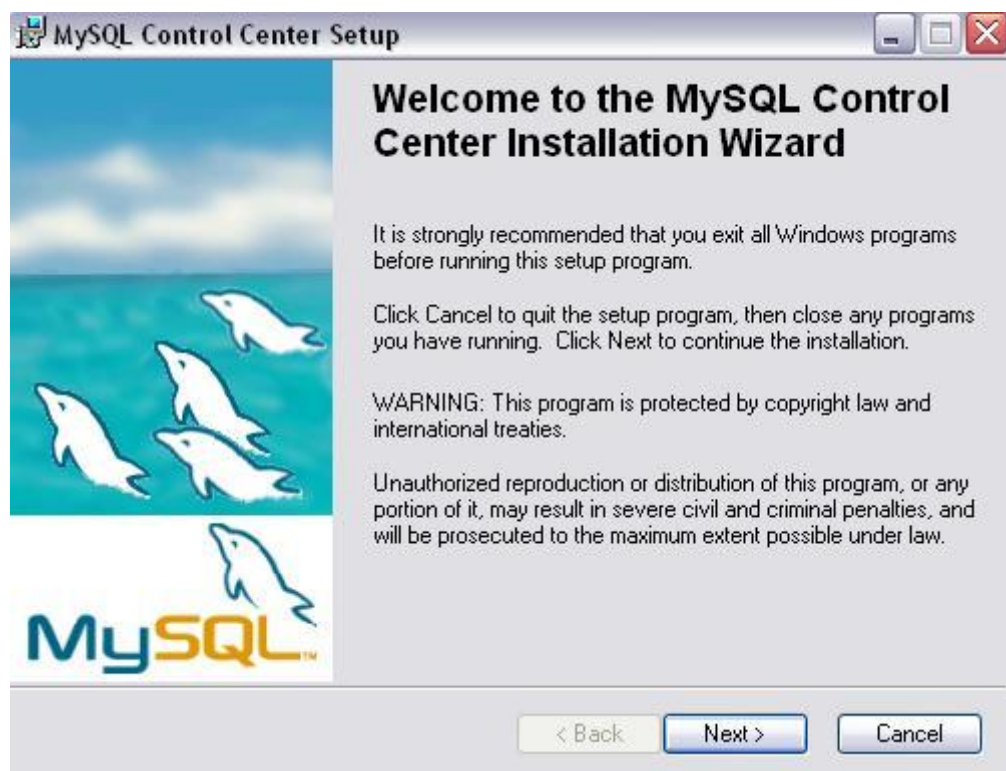 MySQL Control Center Setup
Welcome to the MySQL Control
Center Installation Wizard
It is strongly recommended that you exit all Windows programs
before running this setup program.
Click Cancel to quit the setup program, then close any programs
you have running.  Click Next to continue the installation.
WARNING: This program is protected by copyright law and
international treaties.
Unauthorized reproduction or distribution of this program, or any
portion of it, may result in severe civil and criminal penalties, and
will be prosecuted to the maximum extent possible under law.
MySQL™
< Back
Next >
Cancel